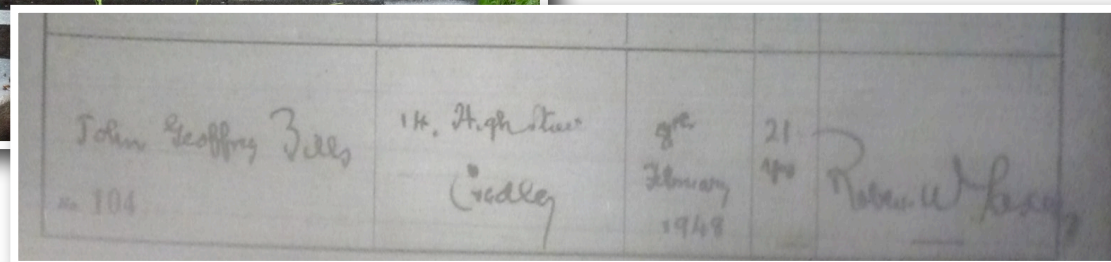 John Geoffrey Bills
No. 104
14. High Street
Cradley
9th
February
1948
21
yrs
Robert W